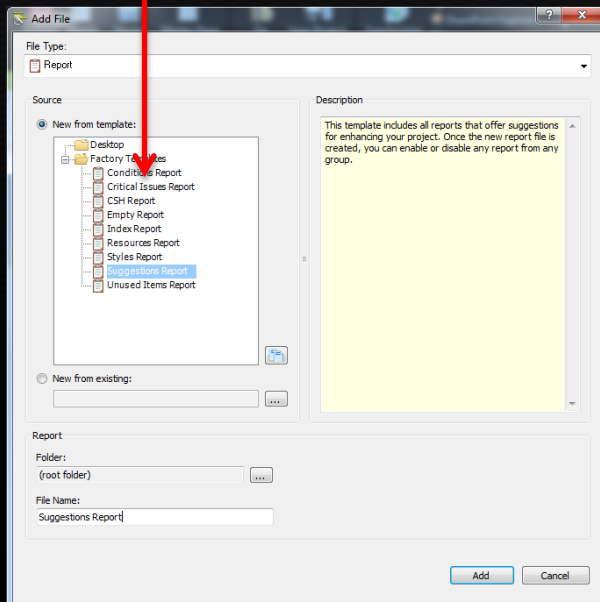 Add File
File Type:
Report
Source
New from template:
Desktop
Factory Templates
Conditions Report
Critical Issues Report
CSH Report
Empty Report
Index Report
Resources Report
Styles Report
Suggestions Report
Unused Items Report
New from existing:
...
Description
This template includes all reports that offer suggestions
for enhancing your project. Once the new report file is
created, you can enable or disable any report from any
group.
Report
Folder:
(root folder)
...
File Name:
Suggestions Report
Add
Cancel